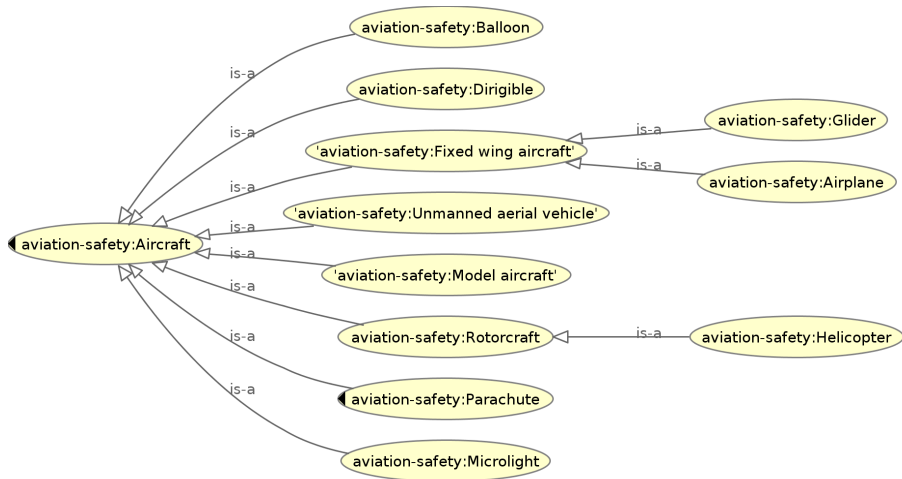 aviation-safety:Balloon
is-a
aviation-safety:Dirigible
is-a
aviation-safety:Glider
is-a
'aviation-safety:Fixed wing aircraft'
is-a
is-a
aviation-safety:Airplane
'aviation-safety:Unmanned aerial vehicle'
is-a
aviation-safety:Aircraft
is-a
'aviation-safety:Model aircraft'
is-a
aviation-safety:Rotorcraft
is-a
aviation-safety:Helicopter
is-a
aviation-safety:Parachute
is-a
aviation-safety:Microlight